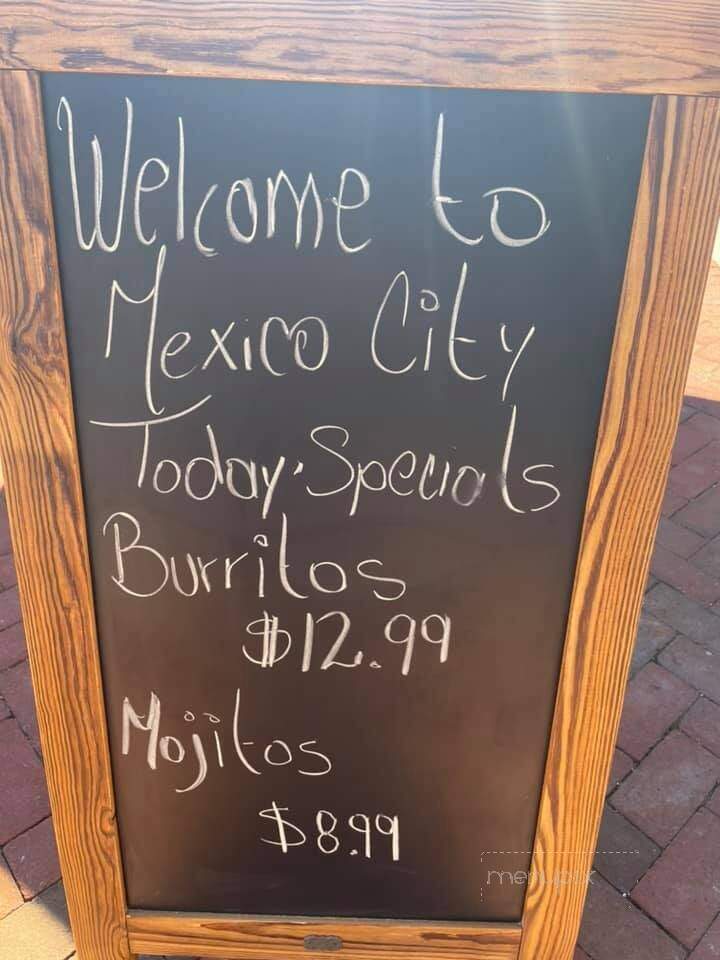 Welcome to
Mexico City
Today's Specials
Burritos
$12.99
Mojitos
$8.99
menupix